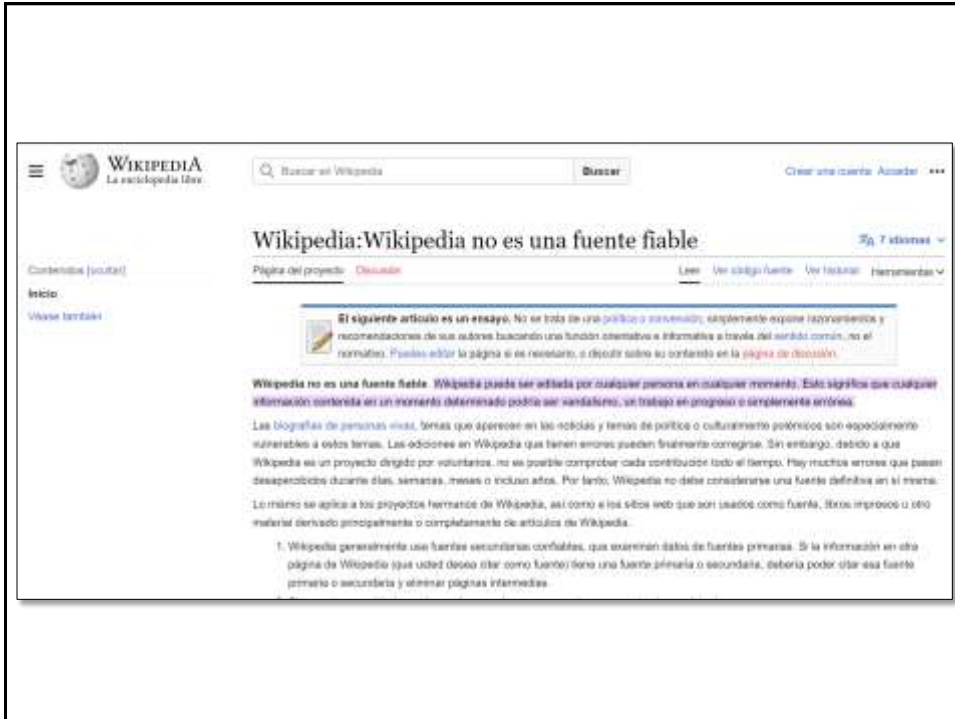 WIKIPEDIA
La enciclopedia libre
Buscar en Wikipedia
Buscar
Crear una cuenta Acceder
Wikipedia:Wikipedia no es una fuente fiable
7 idiomas
Contenidos [ocultar]
Inicio
Véase también
Página del proyecto Discusión
Leer Ver código fuente Ver historial Herramientas
El siguiente artículo es un ensayo. No se trata de una política o convención, simplemente expone razonamientos y
recomendaciones de sus autores buscando una función orientativa e informativa a través del sentido común, no el
normativo. Puedes editar la página si es necesario, o discutir sobre su contenido en la página de discusión.
Wikipedia no es una fuente fiable. Wikipedia puede ser editada por cualquier persona en cualquier momento. Esto significa que cualquier
información contenida en un momento determinado podría ser vandalismo, un trabajo en progreso o simplemente errónea.
Las biografías de personas vivas, temas que aparecen en las noticias y temas de política o culturalmente polémicos son especialmente
vulnerables a estos temas. Las ediciones en Wikipedia que tienen errores pueden finalmente corregirse. Sin embargo, debido a que
Wikipedia es un proyecto dirigido por voluntarios, no es posible comprobar cada contribución todo el tiempo. Hay muchos errores que pasan
desapercibidos durante días, semanas, meses o incluso años. Por tanto, Wikipedia no debe considerarse una fuente definitiva en sí misma.
Lo mismo se aplica a los proyectos hermanos de Wikipedia, así como a los sitios web que son usados como fuente, libros impresos u otro
material derivado principalmente o completamente de artículos de Wikipedia.
1. Wikipedia generalmente usa fuentes secundarias confiables, que examinan datos de fuentes primarias. Si la información en otra
página de Wikipedia (que usted desea citar como fuente) tiene una fuente primaria o secundaria, debería poder citar esa fuente
primaria o secundaria y eliminar páginas intermedias.